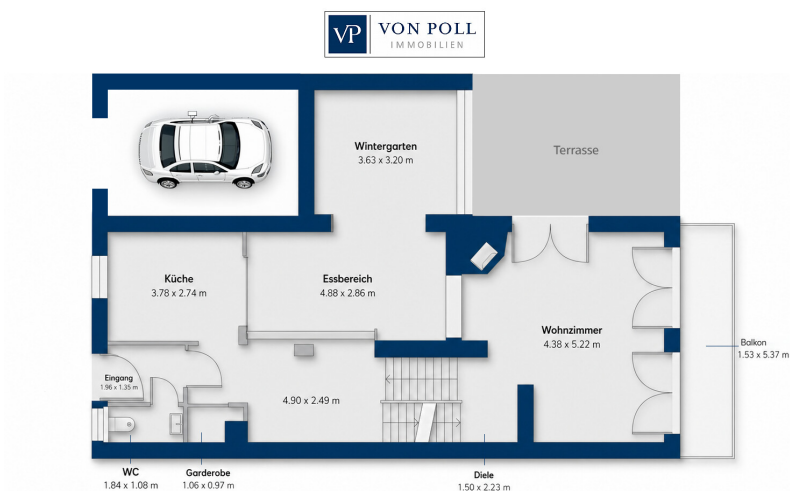 VP
VON POLL
IMMOBILIEN
Wintergarten
3.63 x 3.20 m
Terrasse
Küche
3.78 x 2.74 m
Essbereich
4.88 x 2.86 m
Wohnzimmer
4.38 x 5.22 m
Balkon
1.53 x 5.37 m
Eingang
1.96 x 1.35 m
4.90 x 2.49 m
WC
1.84 x 1.08 m
Garderobe
1.06 x 0.97 m
Diele
1.50 x 2.23 m